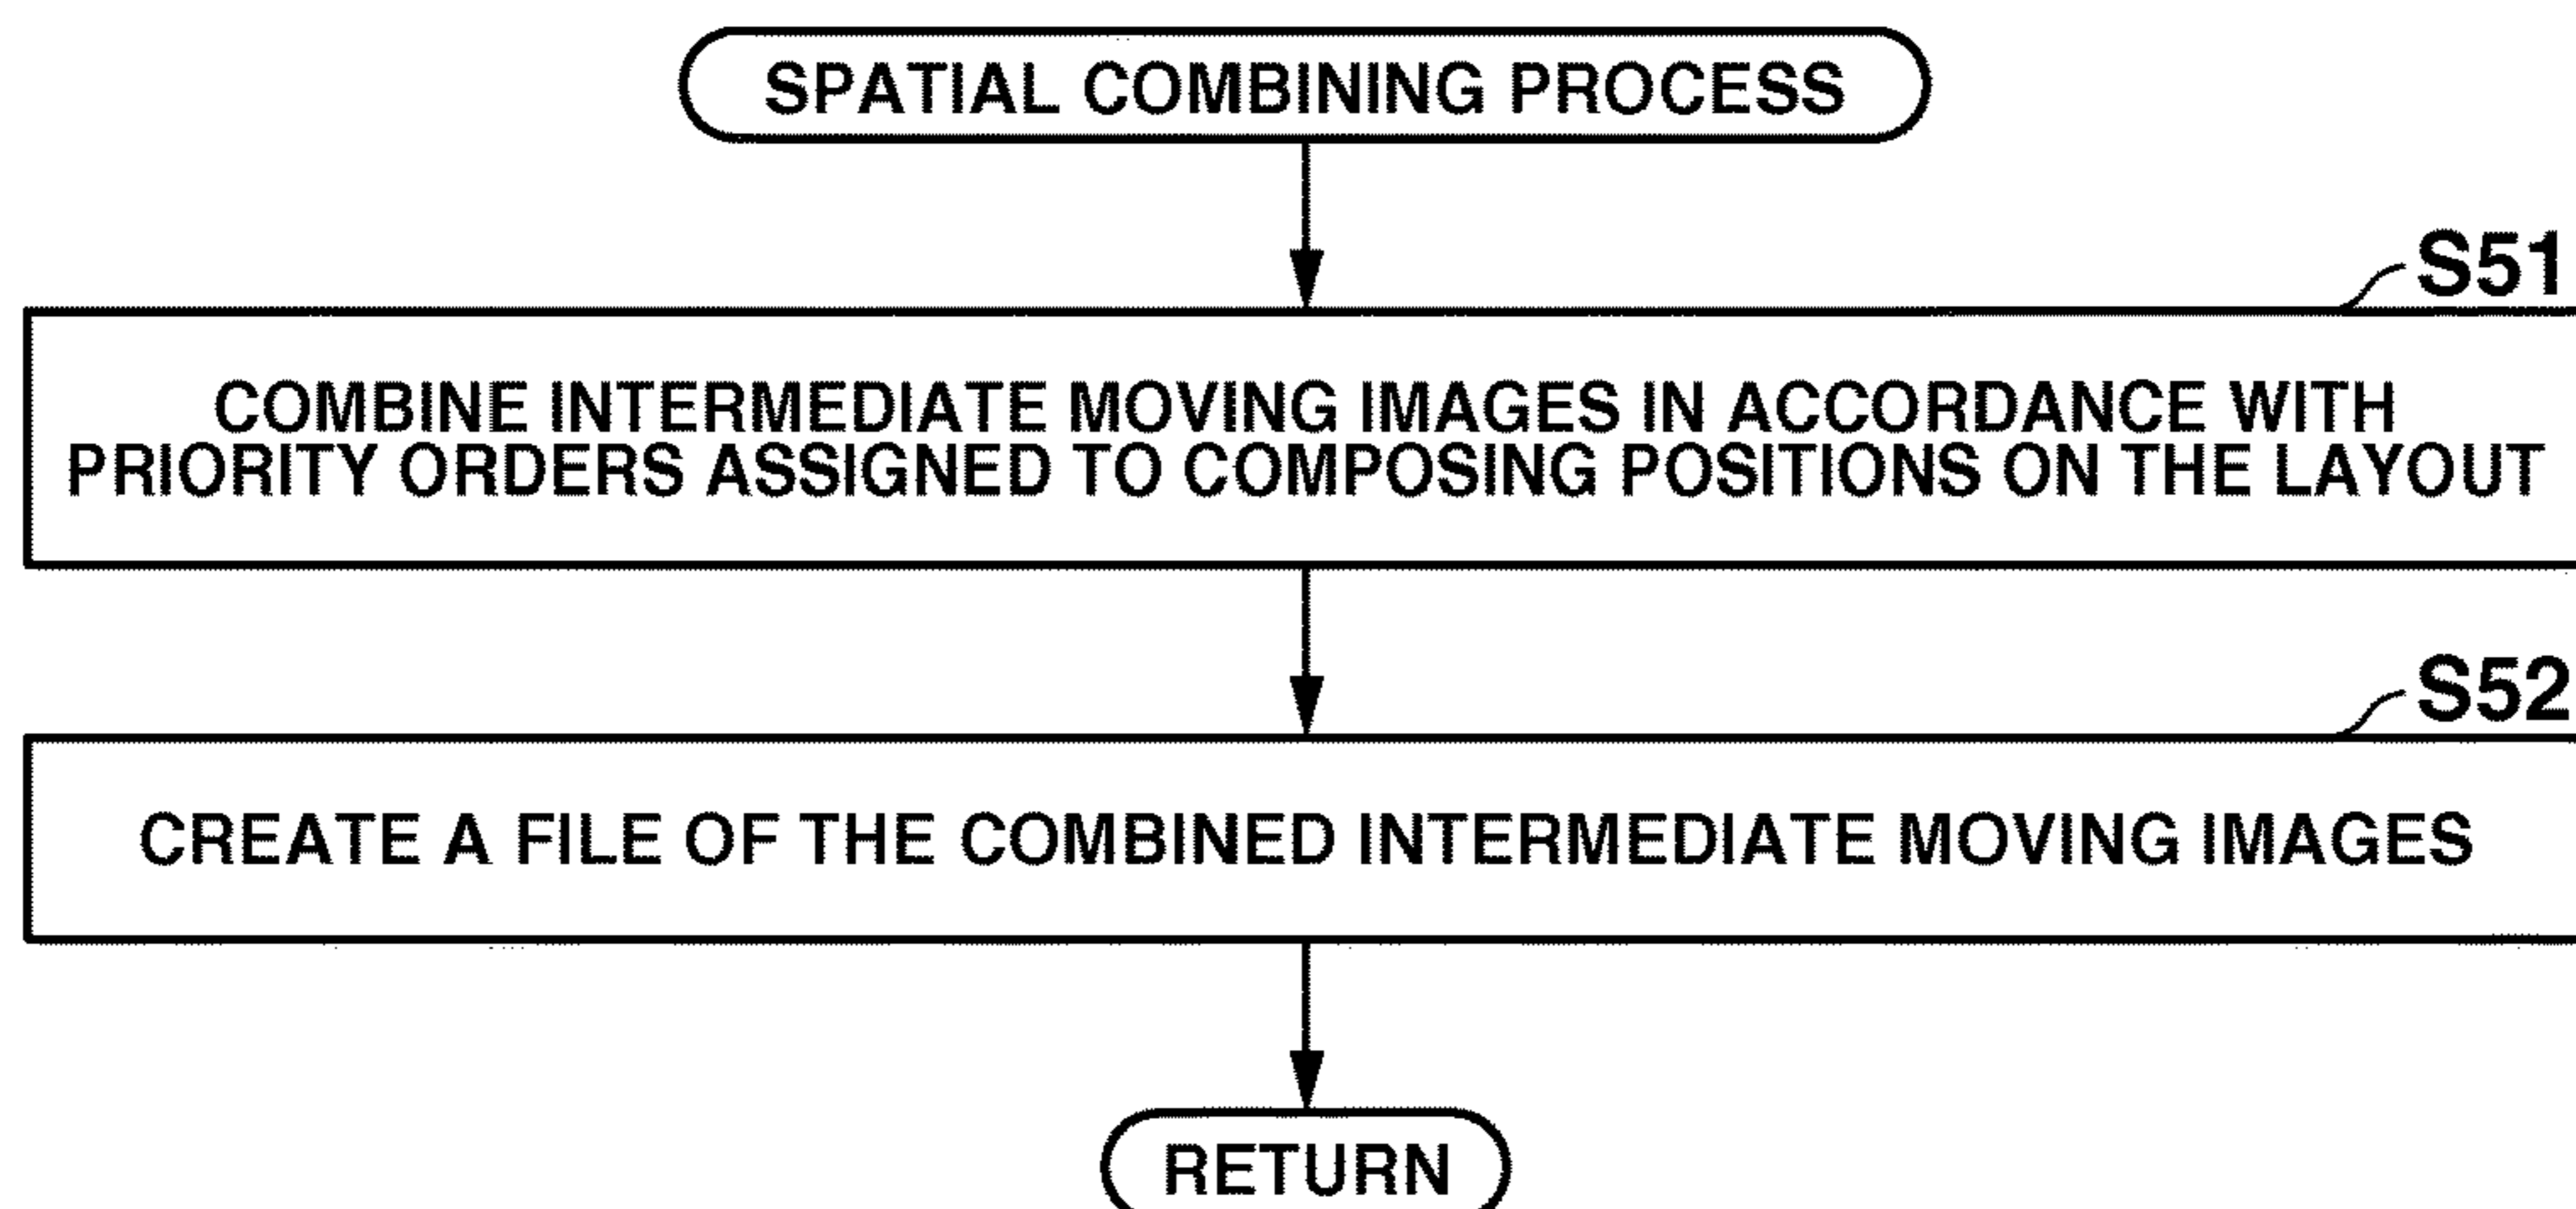 SPATIAL COMBINING PROCESS
S51
COMBINE INTERMEDIATE MOVING IMAGES IN ACCORDANCE WITH
PRIORITY ORDERS ASSIGNED TO COMPOSING POSITIONS ON THE LAYOUT
S52
CREATE A FILE OF THE COMBINED INTERMEDIATE MOVING IMAGES
RETURN